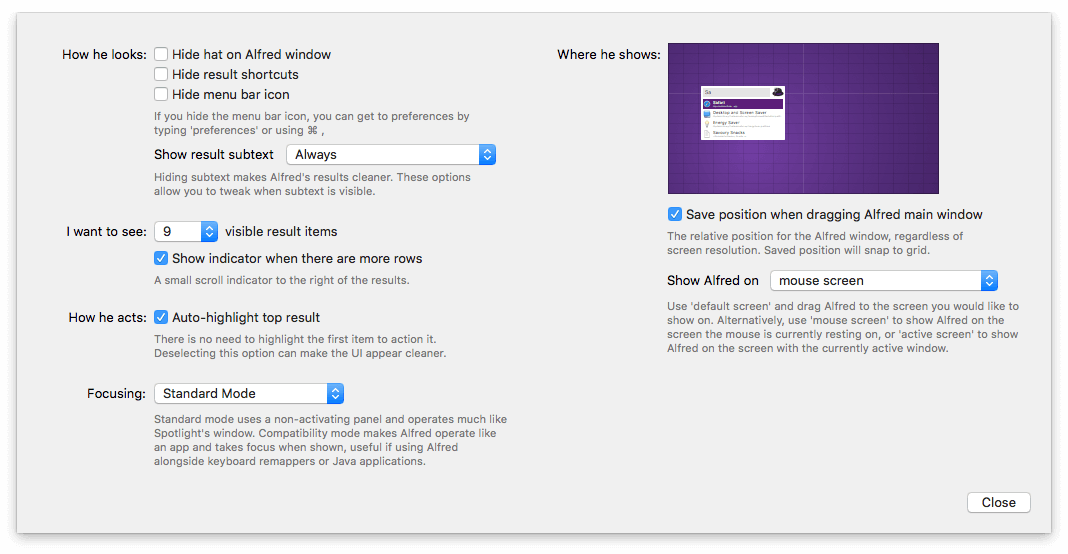 How he looks: Hide hat on Alfred window
Hide result shortcuts
Hide menu bar icon
If you hide the menu bar icon, you can get to preferences by
typing 'preferences' or using ⌘ ,
Show result subtext Always
Hiding subtext makes Alfred's results cleaner. These options
allow you to tweak when subtext is visible.
I want to see: 9 visible result items
Show indicator when there are more rows
A small scroll indicator to the right of the results.
How he acts: Auto-highlight top result
There is no need to highlight the first item to action it.
Deselecting this option can make the UI appear cleaner.
Focusing: Standard Mode
Standard mode uses a non-activating panel and operates much like
Spotlight's window. Compatibility mode makes Alfred operate like
an app and takes focus when shown, useful if using Alfred
alongside keyboard remappers or Java applications.
Where he shows:
Sa
Safari
Desktop and Screen Saver
Energy Saver
Sensory Snacks
Save position when dragging Alfred main window
The relative position for the Alfred window, regardless of
screen resolution. Saved position will snap to grid.
Show Alfred on mouse screen
Use 'default screen' and drag Alfred to the screen you would like to
show on. Alternatively, use 'mouse screen' to show Alfred on the
screen the mouse is currently resting on, or 'active screen' to show
Alfred on the screen with the currently active window.
Close